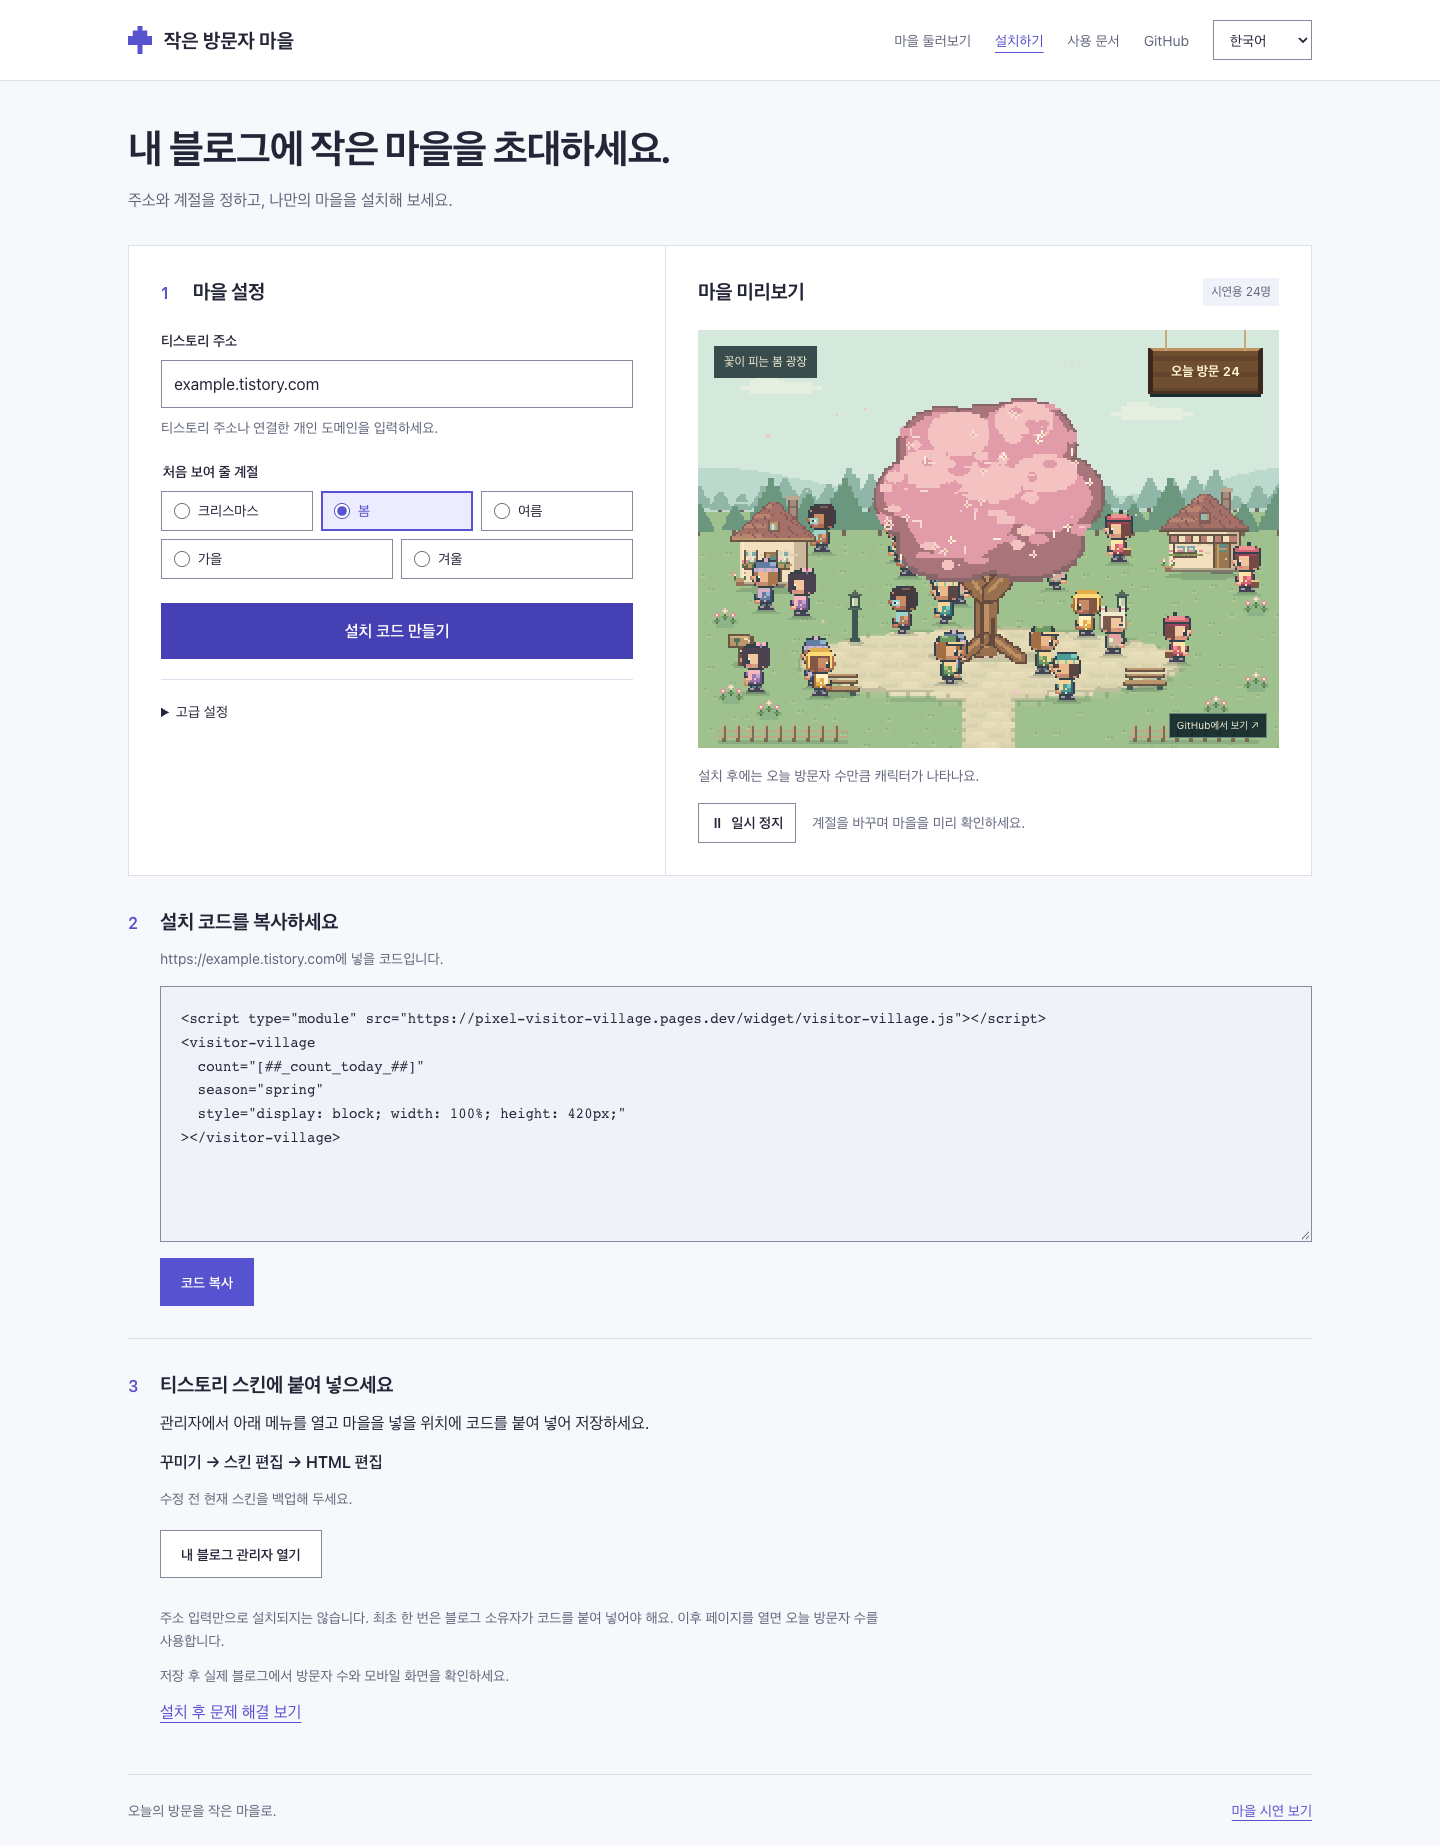 작은 방문자 마을
마을 둘러보기
설치하기
사용 문서
GitHub
한국어
내 블로그에 작은 마을을 초대하세요.
주소와 계절을 정하고, 나만의 마을을 설치해 보세요.
1 마을 설정
티스토리 주소
example.tistory.com
티스토리 주소나 연결한 개인 도메인을 입력하세요.
처음 보여 줄 계절
크리스마스
봄
여름
가을
겨울
설치 코드 만들기
▶ 고급 설정
마을 미리보기
시연용 24명
꽃이 피는 봄 광장
오늘 방문 24
GitHub에서 보기 ↗
설치 후에는 오늘 방문자 수만큼 캐릭터가 나타나요.
일시 정지
계절을 바꾸며 마을을 미리 확인하세요.
2 설치 코드를 복사하세요
https://example.tistory.com에 넣을 코드입니다.
<script type="module" src="https://pixel-visitor-village.pages.dev/widget/visitor-village.js"></script>
<visitor-village
count="[##_count_today_##]"
season="spring"
style="display: block; width: 100%; height: 420px;"
></visitor-village>
코드 복사
3 티스토리 스킨에 붙여 넣으세요
관리자에서 아래 메뉴를 열고 마을을 넣을 위치에 코드를 붙여 넣어 저장하세요.
꾸미기 → 스킨 편집 → HTML 편집
수정 전 현재 스킨을 백업해 두세요.
내 블로그 관리자 열기
주소 입력만으로 설치되지는 않습니다. 최초 한 번은 블로그 소유자가 코드를 붙여 넣어야 해요. 이후 페이지를 열면 오늘 방문자 수를
사용합니다.
저장 후 실제 블로그에서 방문자 수와 모바일 화면을 확인하세요.
설치 후 문제 해결 보기
오늘의 방문을 작은 마을로.
마을 시연 보기